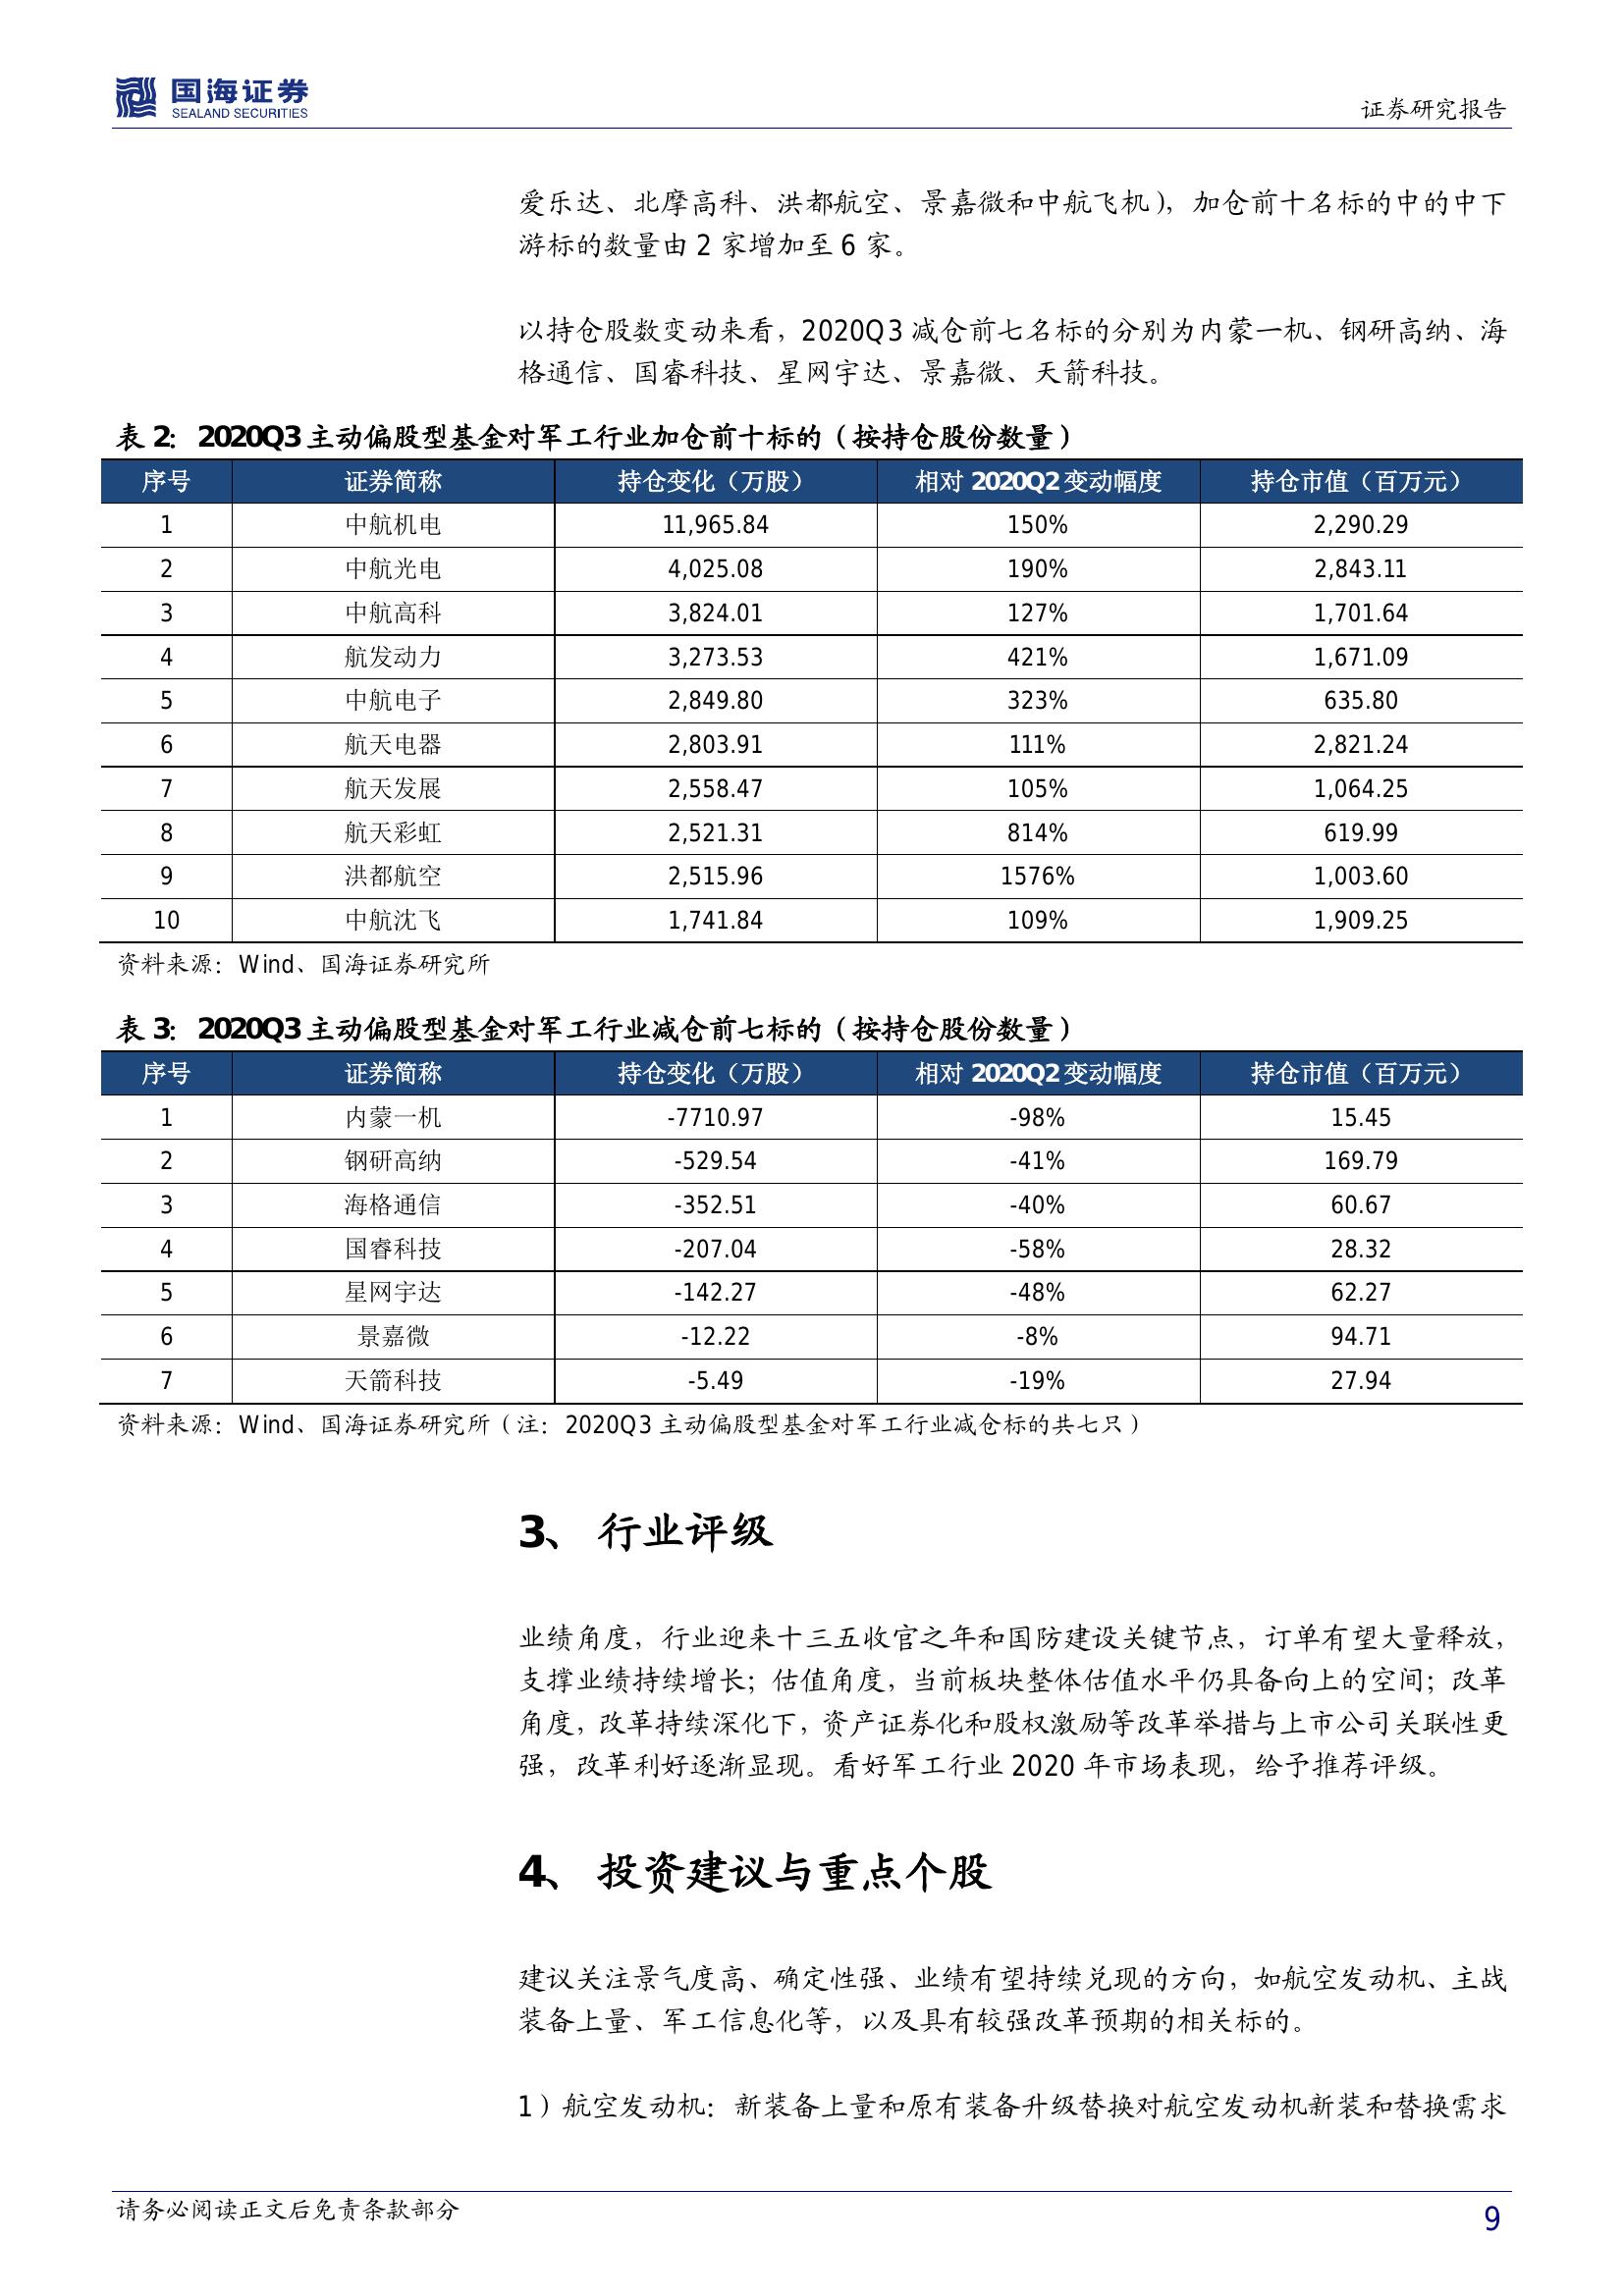 国海证券
SEALAND SECURITIES
证券研究报告
爱乐达、北摩高科、洪都航空、景嘉微和中航飞机），加仓前十名标的中的中下
游标的数量由 2 家增加至 6 家。
以持仓股数变动来看，2020Q3 减仓前七名标的分别为内蒙一机、钢研高纳、海
格通信、国睿科技、星网宇达、景嘉微、天箭科技。
表 2：2020Q3 主动偏股型基金对军工行业加仓前十标的（按持仓股份数量）
序号 证券简称 持仓变化（万股） 相对 2020Q2 变动幅度 持仓市值（百万元）
1 中航机电 11,965.84 150% 2,290.29
2 中航光电 4,025.08 190% 2,843.11
3 中航高科 3,824.01 127% 1,701.64
4 航发动力 3,273.53 421% 1,671.09
5 中航电子 2,849.80 323% 635.80
6 航天电器 2,803.91 111% 2,821.24
7 航天发展 2,558.47 105% 1,064.25
8 航天彩虹 2,521.31 814% 619.99
9 洪都航空 2,515.96 1576% 1,003.60
10 中航沈飞 1,741.84 109% 1,909.25
资料来源：Wind、国海证券研究所
表 3：2020Q3 主动偏股型基金对军工行业减仓前七标的（按持仓股份数量）
序号 证券简称 持仓变化（万股） 相对 2020Q2 变动幅度 持仓市值（百万元）
1 内蒙一机 -7710.97 -98% 15.45
2 钢研高纳 -529.54 -41% 169.79
3 海格通信 -352.51 -40% 60.67
4 国睿科技 -207.04 -58% 28.32
5 星网宇达 -142.27 -48% 62.27
6 景嘉微 -12.22 -8% 94.71
7 天箭科技 -5.49 -19% 27.94
资料来源：Wind、国海证券研究所（注：2020Q3 主动偏股型基金对军工行业减仓标的共七只）
3、 行业评级
业绩角度，行业迎来十三五收官之年和国防建设关键节点，订单有望大量释放，
支撑业绩持续增长；估值角度，当前板块整体估值水平仍具备向上的空间；改革
角度，改革持续深化下，资产证券化和股权激励等改革举措与上市公司关联性更
强，改革利好逐渐显现。看好军工行业 2020 年市场表现，给予推荐评级。
4、 投资建议与重点个股
建议关注景气度高、确定性强、业绩有望持续兑现的方向，如航空发动机、主战
装备上量、军工信息化等，以及具有较强改革预期的相关标的。
1）航空发动机：新装备上量和原有装备升级替换对航空发动机新装和替换需求
请务必阅读正文后免责条款部分
9